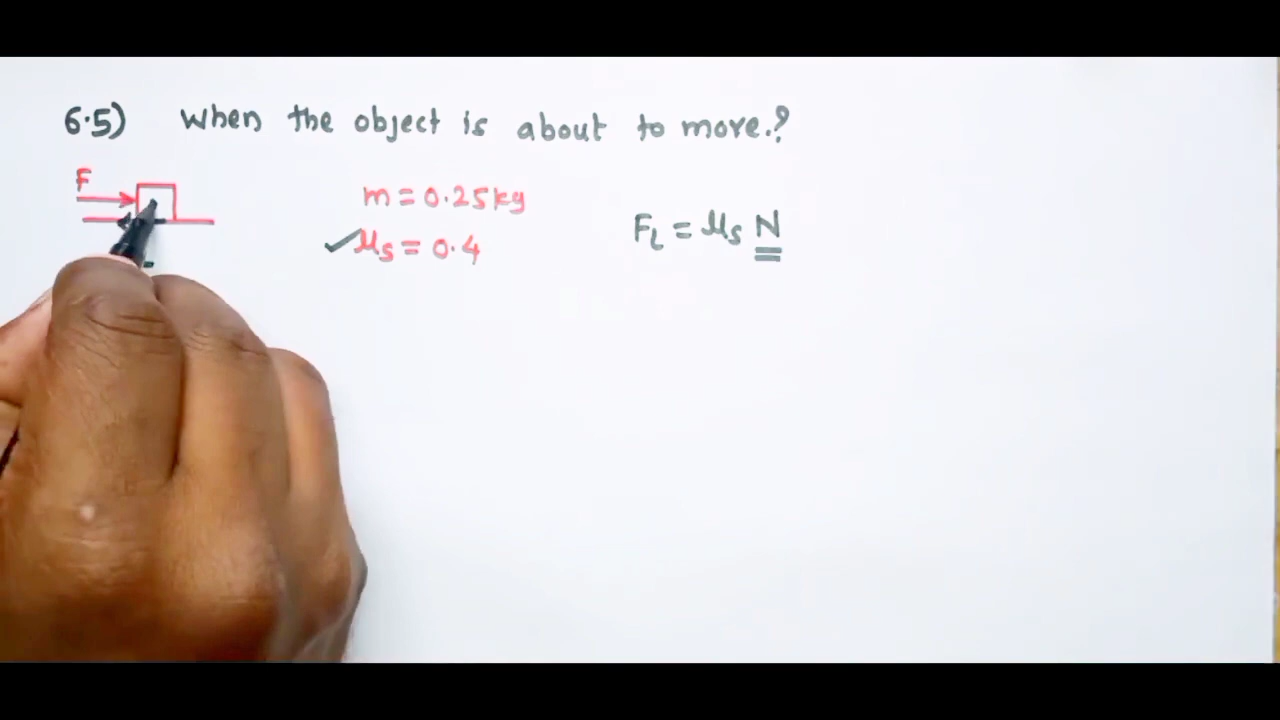 6.5) When the object is about to move.?
F
m = 0.25kg
μs = 0.4
FL = μs N